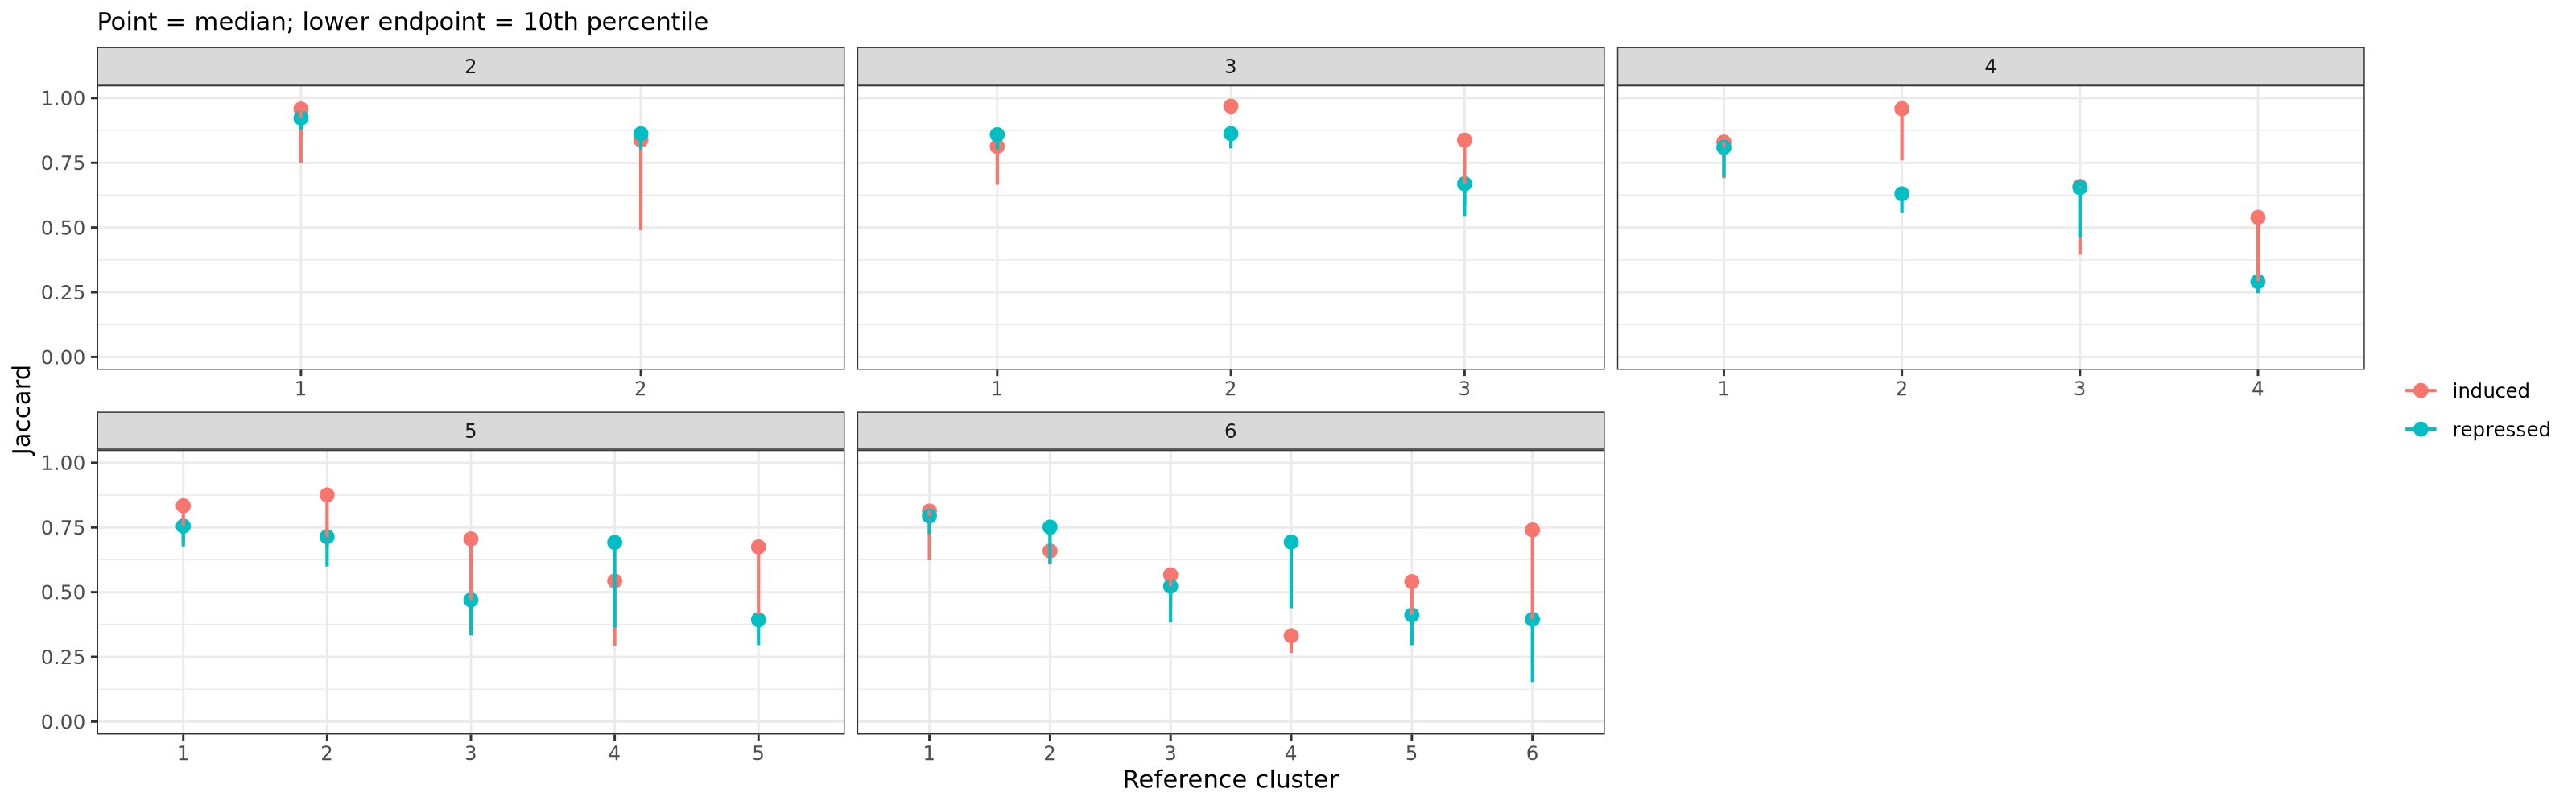 Point = median; lower endpoint = 10th percentile
2
3
4
1.00
0.75
0.50
0.25
0.00
1 2
1 2 3
1 2 3 4
Jaccard
induced
repressed
5
6
1.00
0.75
0.50
0.25
0.00
1 2 3 4 5
1 2 3 4 5 6
Reference cluster